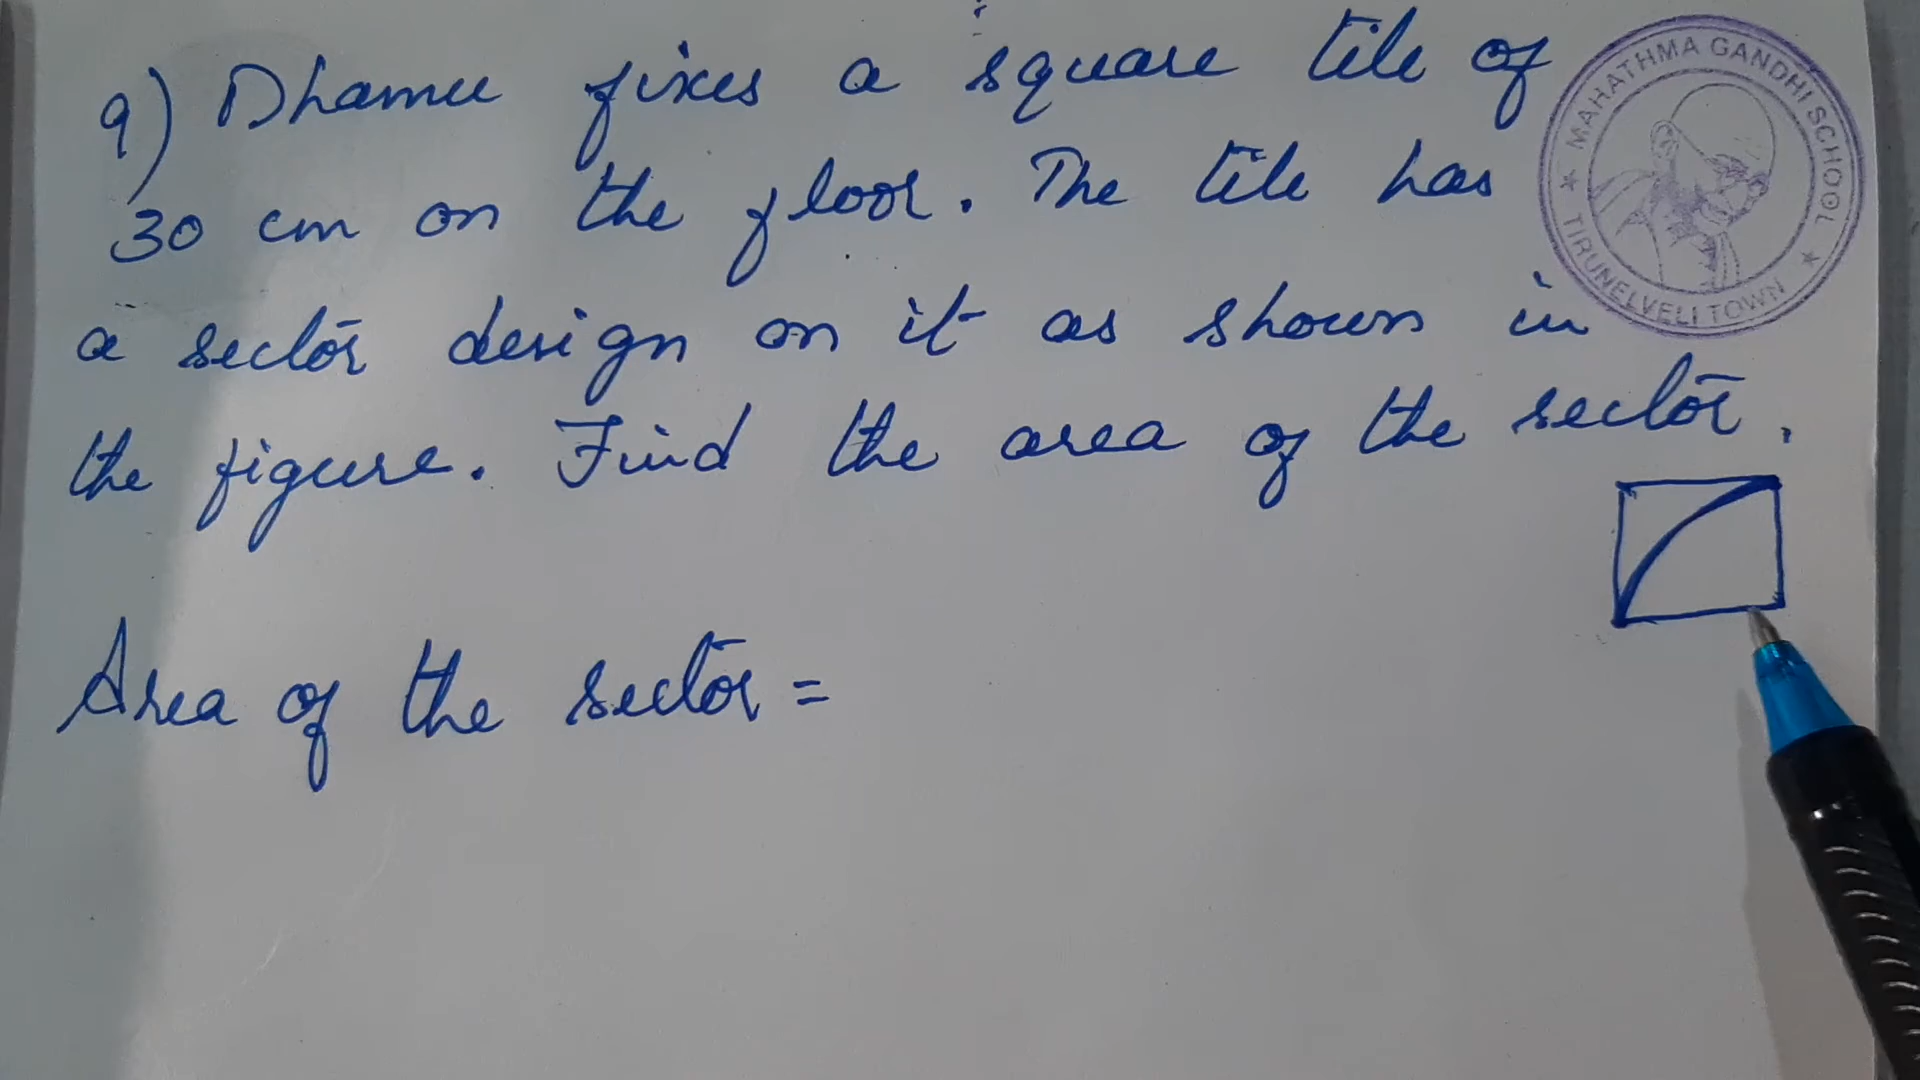 9) Dhamu fixes a square tile of
30 cm on the floor. The tile has
a sector design on it as shown in
the figure. Find the area of the sector.
Area of the sector =
MAHATHMA GANDHI SCHOOL
TIRUNELVELI TOWN